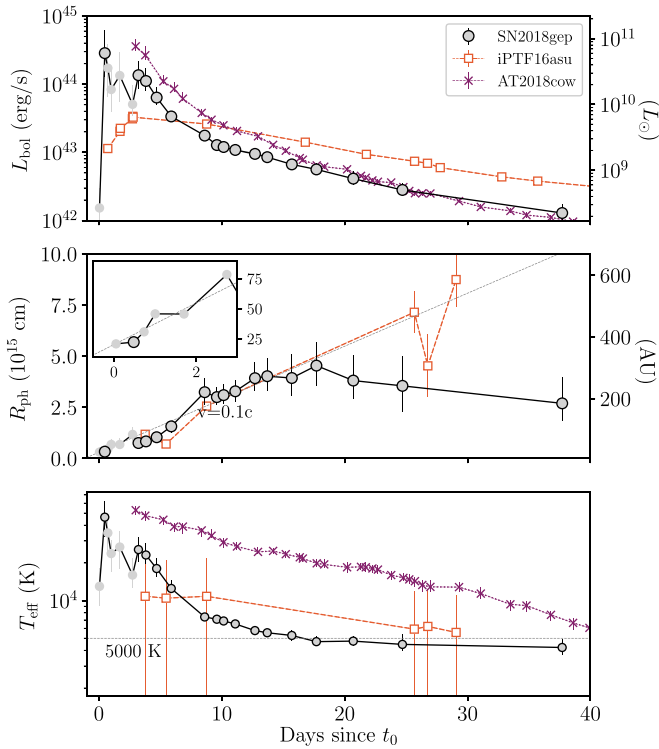 10^45
10^44
10^43
10^42
L_bol (erg/s)
SN2018gep
iPTF16asu
AT2018cow
10^11
10^10
10^9
(L_⊙)
10.0
7.5
5.0
2.5
0.0
R_ph (10^15 cm)
75
50
25
0
2
v=0.1c
600
400
200
(AU)
10^4
T_eff (K)
5000 K
0
10
20
30
40
Days since t_0